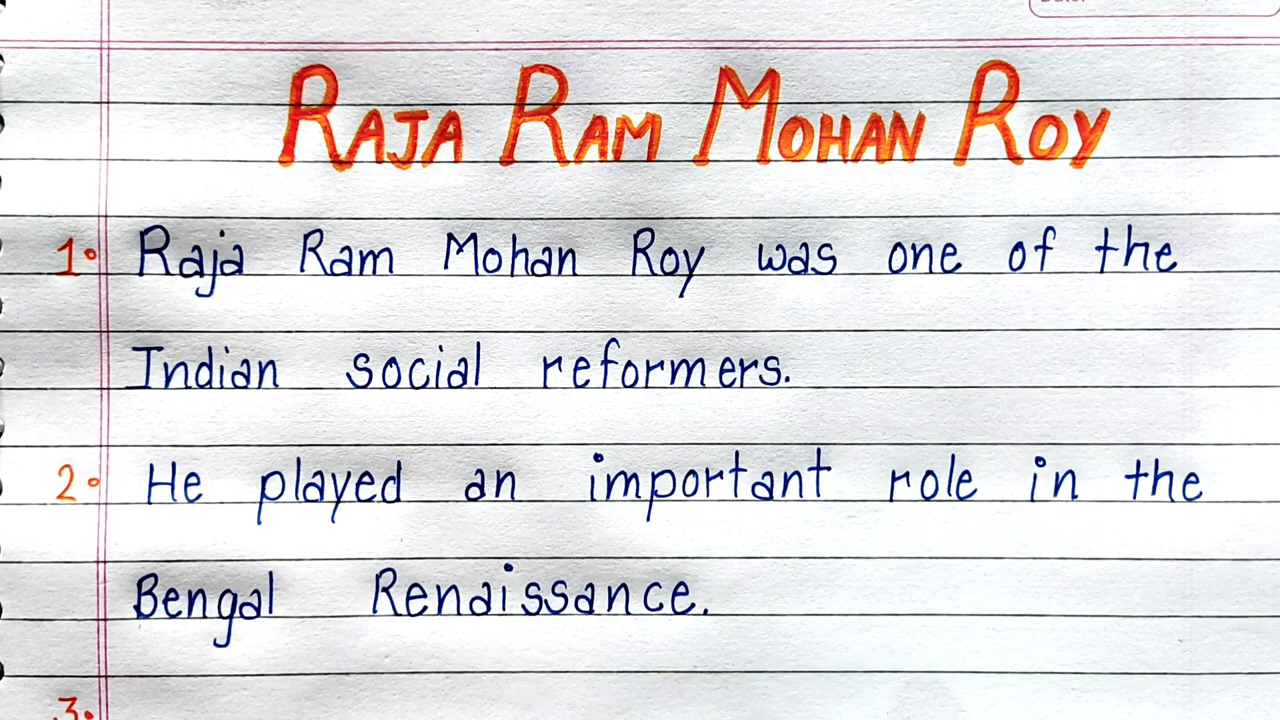 RAJA RAM MOHAN ROY
1. Raja Ram Mohan Roy was one of the
Indian social reformers.
2. He played an important role in the
Bengal Renaissance.
3.